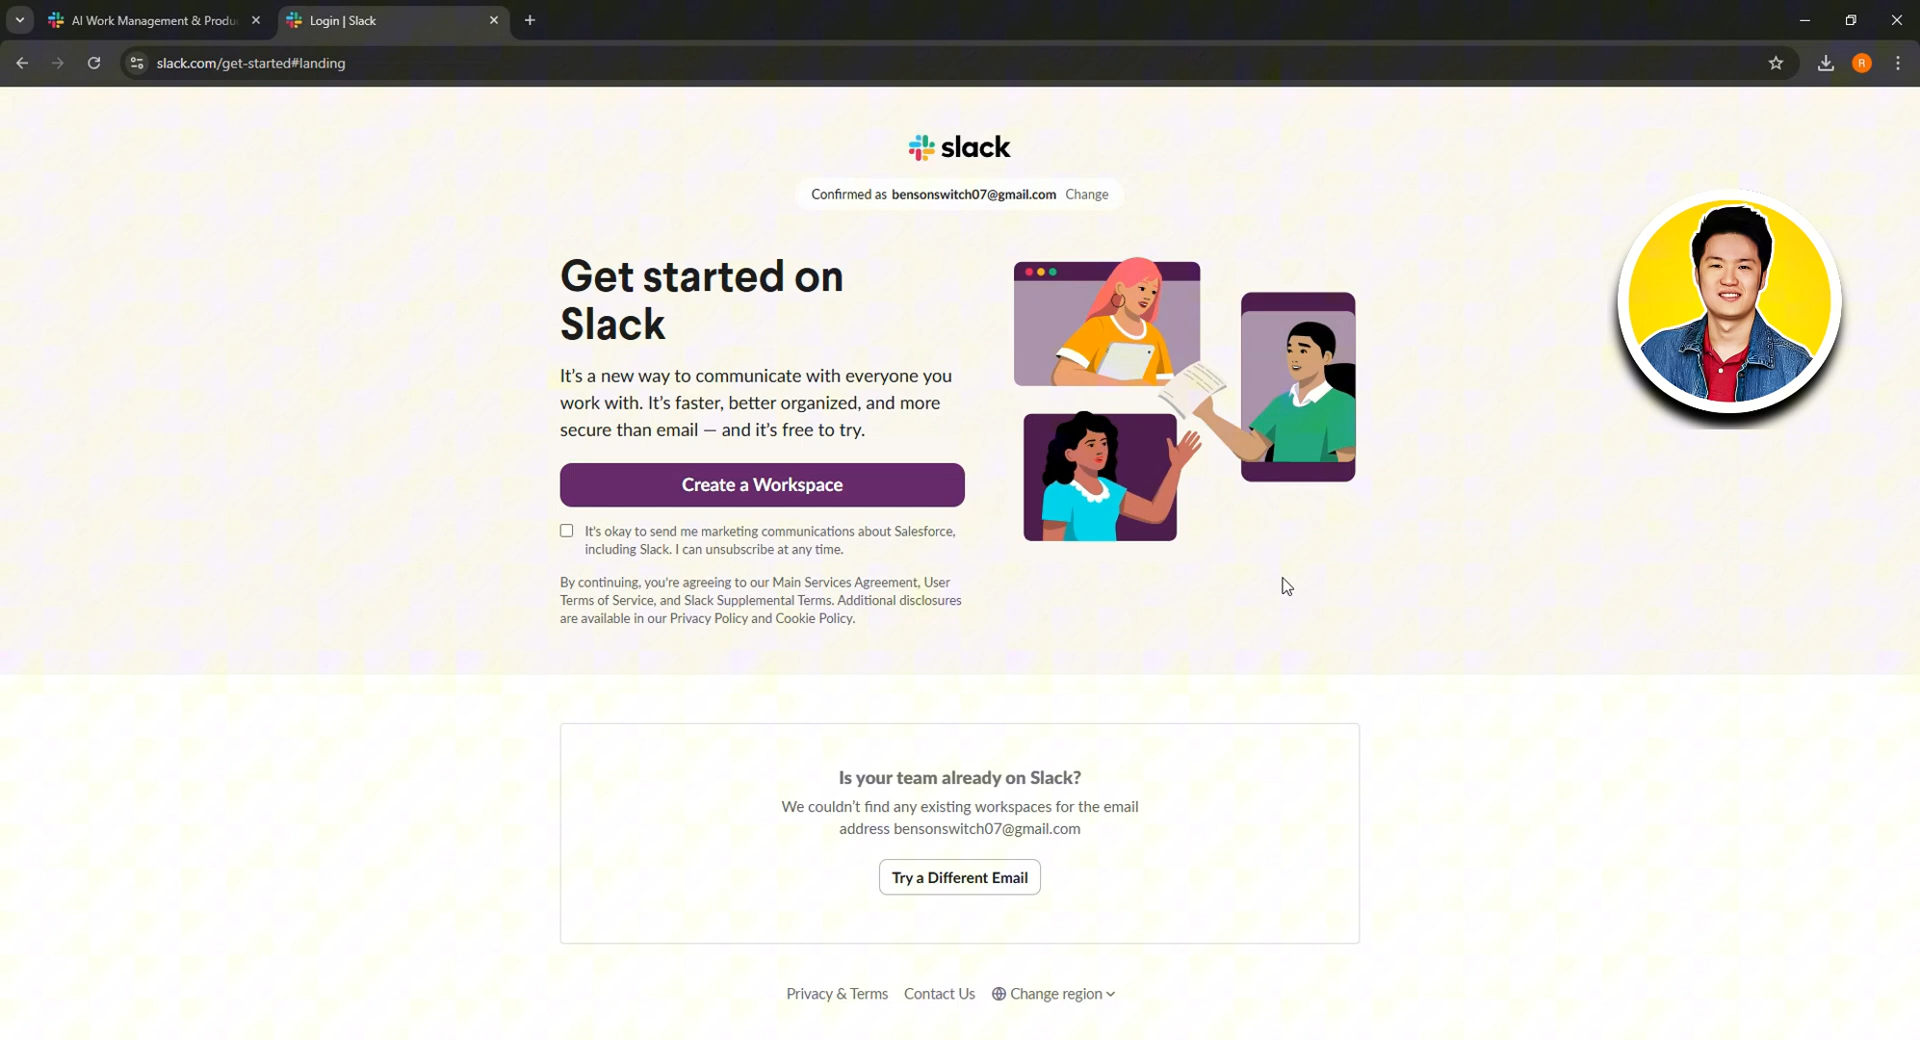 AI Work Management & Produ
Login | Slack
slack.com/get-started#landing
R
slack
Confirmed as bensonswitch07@gmail.com Change
Get started on
Slack
It's a new way to communicate with everyone you
work with. It's faster, better organized, and more
secure than email — and it's free to try.
Create a Workspace
It's okay to send me marketing communications about Salesforce,
including Slack. I can unsubscribe at any time.
By continuing, you're agreeing to our Main Services Agreement, User
Terms of Service, and Slack Supplemental Terms. Additional disclosures
are available in our Privacy Policy and Cookie Policy.
Is your team already on Slack?
We couldn't find any existing workspaces for the email
address bensonswitch07@gmail.com
Try a Different Email
Privacy & Terms Contact Us Change region